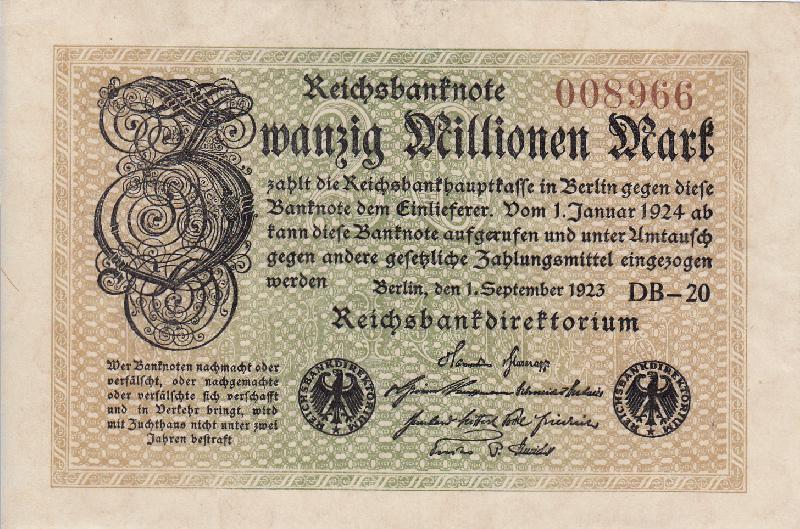 Reichsbanknote 008966
Zwanzig Millionen Mark
zahlt die Reichsbankhauptkasse in Berlin gegen diese
Banknote dem Einlieferer. Vom 1. Januar 1924 ab
kann diese Banknote aufgerufen und unter Umtausch
gegen andere gesetzliche Zahlungsmittel eingezogen
werden
Berlin, den 1. September 1923 DB-20
Reichsbankdirektorium
Wer Banknoten nachmacht oder
verfälscht, oder nachgemachte
oder verfälschte sich verschafft
und in Verkehr bringt, wird
mit Zuchthaus nicht unter zwei
Jahren bestraft
REICHSBANKDIREKTORIUM
REICHSBANKDIREKTORIUM